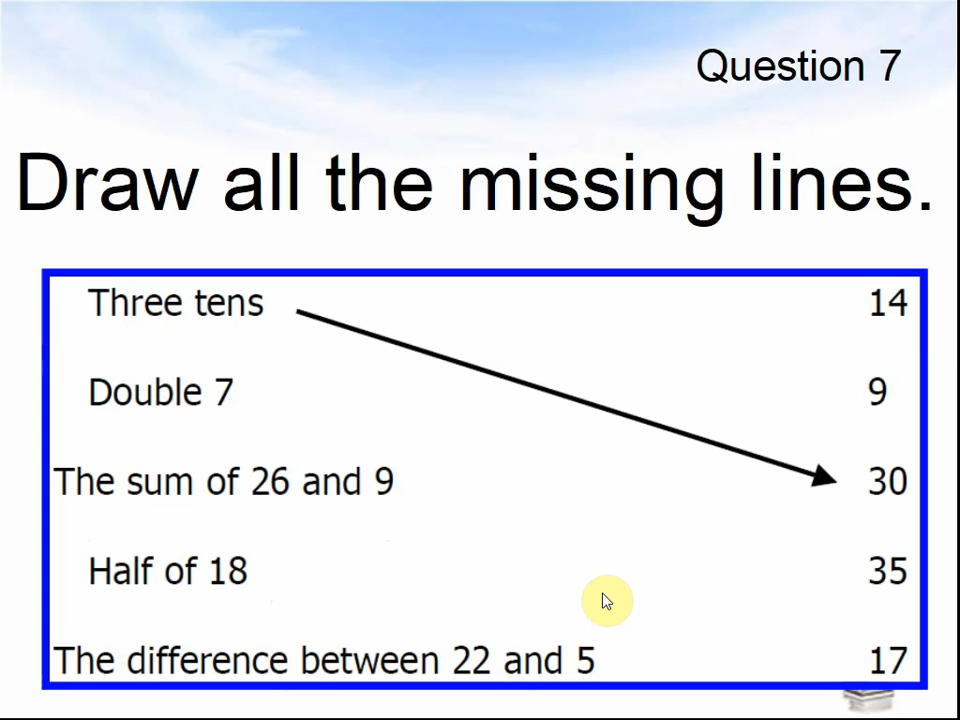 Question 7
Draw all the missing lines.
Three tens 14
Double 7 9
The sum of 26 and 9 30
Half of 18 35
The difference between 22 and 5 17